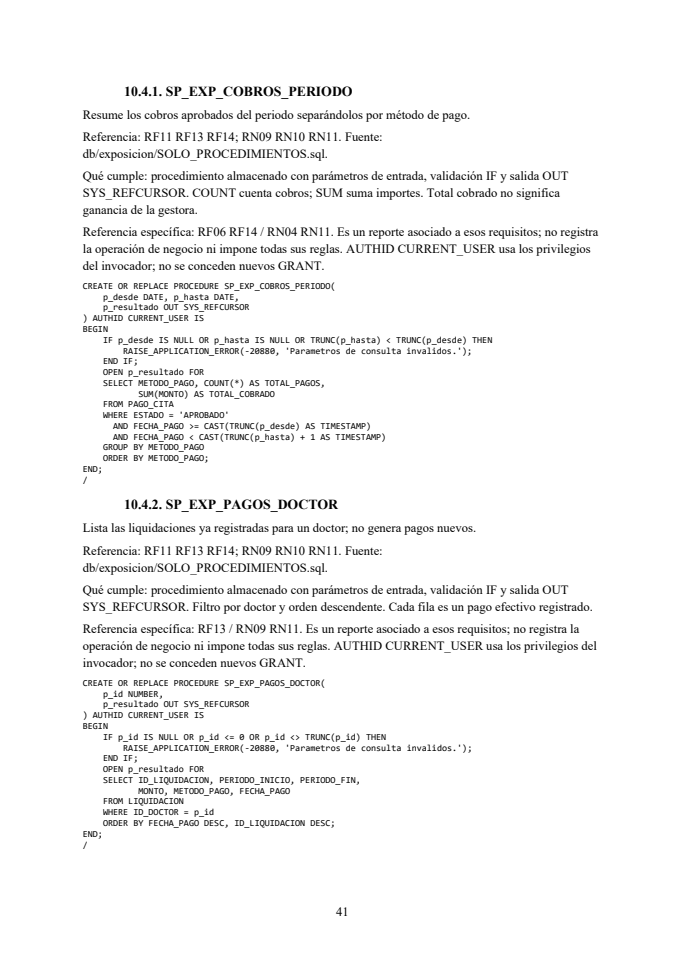 10.4.1. SP_EXP_COBROS_PERIODO
Resume los cobros aprobados del periodo separándolos por método de pago.
Referencia: RF11 RF13 RF14; RN09 RN10 RN11. Fuente:
db/exposicion/SOLO_PROCEDIMIENTOS.sql.
Qué cumple: procedimiento almacenado con parámetros de entrada, validación IF y salida OUT
SYS_REFCURSOR. COUNT cuenta cobros; SUM suma importes. Total cobrado no significa
ganancia de la gestora.
Referencia específica: RF06 RF14 / RN04 RN11. Es un reporte asociado a esos requisitos; no registra
la operación de negocio ni impone todas sus reglas. AUTHID CURRENT_USER usa los privilegios
del invocador; no se conceden nuevos GRANT.
CREATE OR REPLACE PROCEDURE SP_EXP_COBROS_PERIODO(
    p_desde DATE, p_hasta DATE,
    p_resultado OUT SYS_REFCURSOR
) AUTHID CURRENT_USER IS
BEGIN
    IF p_desde IS NULL OR p_hasta IS NULL OR TRUNC(p_hasta) < TRUNC(p_desde) THEN
        RAISE_APPLICATION_ERROR(-20880, 'Parametros de consulta invalidos.');
    END IF;
    OPEN p_resultado FOR
    SELECT METODO_PAGO, COUNT(*) AS TOTAL_PAGOS,
           SUM(MONTO) AS TOTAL_COBRADO
    FROM PAGO_CITA
    WHERE ESTADO = 'APROBADO'
      AND FECHA_PAGO >= CAST(TRUNC(p_desde) AS TIMESTAMP)
      AND FECHA_PAGO < CAST(TRUNC(p_hasta) + 1 AS TIMESTAMP)
    GROUP BY METODO_PAGO
    ORDER BY METODO_PAGO;
END;
/
10.4.2. SP_EXP_PAGOS_DOCTOR
Lista las liquidaciones ya registradas para un doctor; no genera pagos nuevos.
Referencia: RF11 RF13 RF14; RN09 RN10 RN11. Fuente:
db/exposicion/SOLO_PROCEDIMIENTOS.sql.
Qué cumple: procedimiento almacenado con parámetros de entrada, validación IF y salida OUT
SYS_REFCURSOR. Filtro por doctor y orden descendente. Cada fila es un pago efectivo registrado.
Referencia específica: RF13 / RN09 RN11. Es un reporte asociado a esos requisitos; no registra la
operación de negocio ni impone todas sus reglas. AUTHID CURRENT_USER usa los privilegios del
invocador; no se conceden nuevos GRANT.
CREATE OR REPLACE PROCEDURE SP_EXP_PAGOS_DOCTOR(
    p_id NUMBER,
    p_resultado OUT SYS_REFCURSOR
) AUTHID CURRENT_USER IS
BEGIN
    IF p_id IS NULL OR p_id <= 0 OR p_id <> TRUNC(p_id) THEN
        RAISE_APPLICATION_ERROR(-20880, 'Parametros de consulta invalidos.');
    END IF;
    OPEN p_resultado FOR
    SELECT ID_LIQUIDACION, PERIODO_INICIO, PERIODO_FIN,
           MONTO, METODO_PAGO, FECHA_PAGO
    FROM LIQUIDACION
    WHERE ID_DOCTOR = p_id
    ORDER BY FECHA_PAGO DESC, ID_LIQUIDACION DESC;
END;
/
41